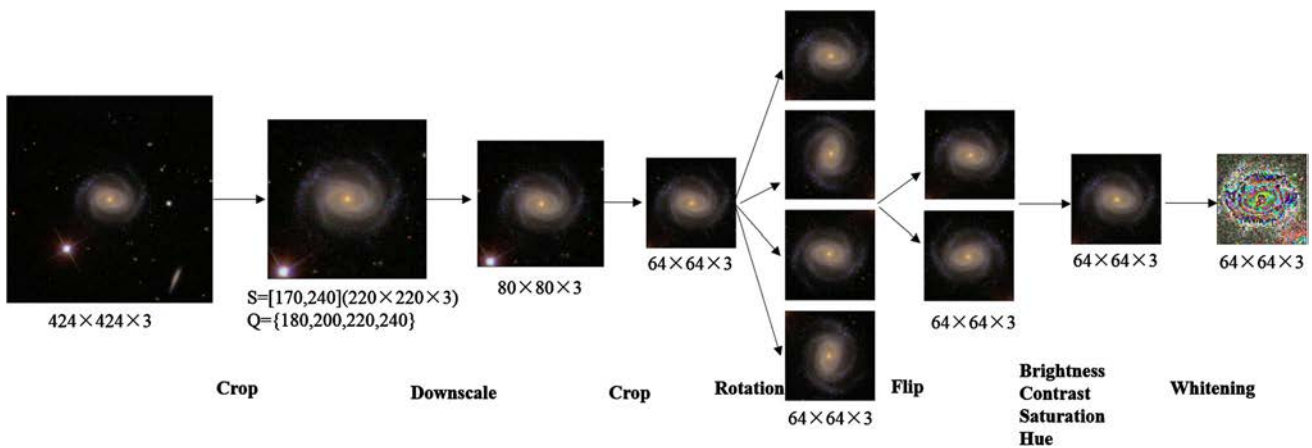 424×424×3
S=[170,240](220×220×3)
Q={180,200,220,240}
80×80×3
64×64×3
64×64×3
64×64×3
64×64×3
64×64×3
Crop
Downscale
Crop
Rotation
Flip
Brightness
Contrast
Saturation
Hue
Whitening